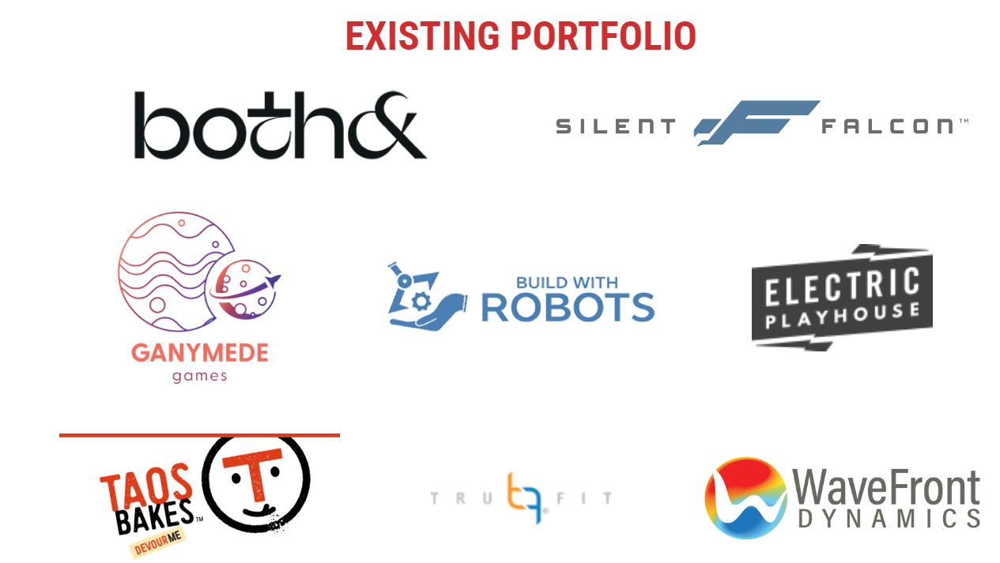 EXISTING PORTFOLIO
both&
SILENT F FALCON™
GANYMEDE
games
BUILD WITH
ROBOTS
ELECTRIC
PLAYHOUSE
TAOS
BAKES™
DEVOUR ME
T
TRU tf® FIT
WaveFront
DYNAMICS